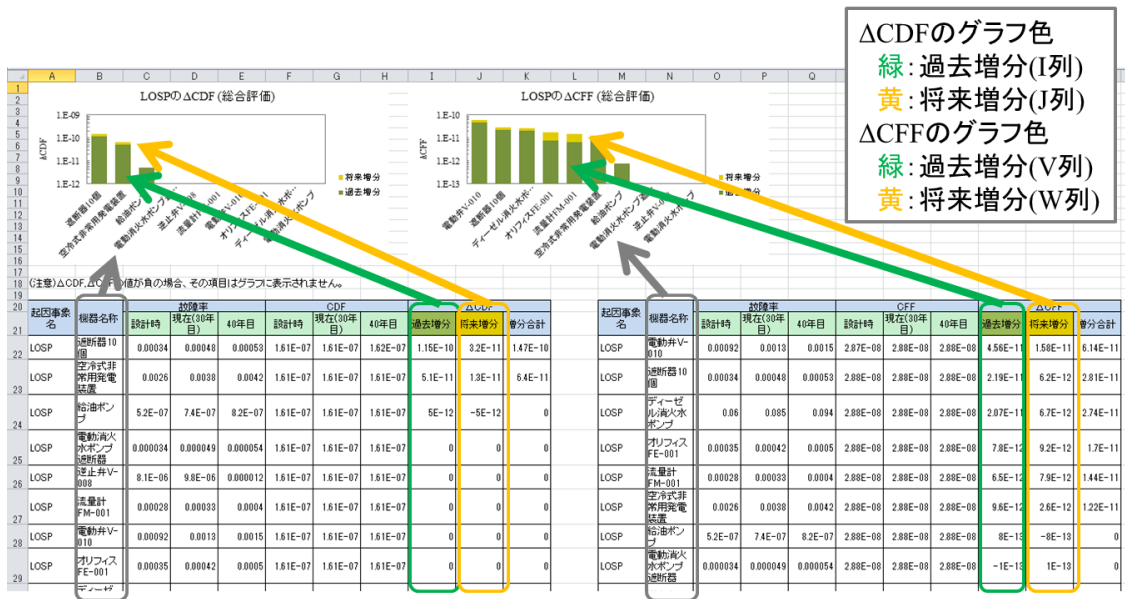 ΔCDFのグラフ色
緑:過去増分(I列)
黄:将来増分(J列)
ΔCFFのグラフ色
緑:過去増分(V列)
黄:将来増分(W列)
A B C D E F G H I J K L M N O P Q
LOSPのΔCDF(総合評価)
ΔCDF
1.E-09
1.E-10
1.E-11
1.E-12
将来増分
過去増分
遮断器10個
空冷式非常用発電装置
給油ポン
流量計F
LOSPのΔCFF(総合評価)
ΔCFF
1.E-10
1.E-11
1.E-12
1.E-13
将来増分
電動弁V-010
遮断器10個
ディーゼル消火水ポ…
オリフィスFE-001
流量計FM-001
空冷式非常用発電装置
給油ポンプ
電動消火水ポンプ
(注意)ΔCDF,ΔCFFの値が負の場合、その項目はグラフに表示されません。
起因事象名 機器名称 故障率 CDF ΔCDF
設計時 現在(30年目) 40年目 設計時 現在(30年目) 40年目 過去増分 将来増分 増分合計
22 LOSP 遮断器10個 0.00034 0.00048 0.00053 1.61E-07 1.61E-07 1.62E-07 1.15E-10 3.2E-11 1.47E-10
23 LOSP 空冷式非常用発電装置 0.0026 0.0038 0.0042 1.61E-07 1.61E-07 1.61E-07 5.1E-11 1.3E-11 6.4E-11
24 LOSP 給油ポンプ 5.2E-07 7.4E-07 8.2E-07 1.61E-07 1.61E-07 1.61E-07 5E-12 -5E-12 0
25 LOSP 電動消火水ポンプ遮断器 0.000034 0.000049 0.000054 1.61E-07 1.61E-07 1.61E-07 0 0 0
26 LOSP 逆止弁V-008 8.1E-06 9.8E-06 0.000012 1.61E-07 1.61E-07 1.61E-07 0 0 0
27 LOSP 流量計FM-001 0.00028 0.00033 0.0004 1.61E-07 1.61E-07 1.61E-07 0 0 0
28 LOSP 電動弁V-010 0.00092 0.0013 0.0015 1.61E-07 1.61E-07 1.61E-07 0 0 0
29 LOSP オリフィスFE-001 0.00035 0.00042 0.0005 1.61E-07 1.61E-07 1.61E-07 0 0 0
起因事象名 機器名称 故障率 CFF ΔCFF
設計時 現在(30年目) 40年目 設計時 現在(30年目) 40年目 過去増分 将来増分 増分合計
LOSP 電動弁V-010 0.00092 0.0013 0.0015 2.87E-08 2.88E-08 2.88E-08 4.56E-11 1.58E-11 6.14E-11
LOSP 遮断器10個 0.00034 0.00048 0.00053 2.88E-08 2.88E-08 2.88E-08 2.19E-11 6.2E-12 2.81E-11
LOSP ディーゼル消火水ポンプ 0.06 0.085 0.094 2.88E-08 2.88E-08 2.88E-08 2.07E-11 6.7E-12 2.74E-11
LOSP オリフィスFE-001 0.00035 0.00042 0.0005 2.88E-08 2.88E-08 2.88E-08 7.8E-12 9.2E-12 1.7E-11
LOSP 流量計FM-001 0.00028 0.00033 0.0004 2.88E-08 2.88E-08 2.88E-08 6.5E-12 7.9E-12 1.44E-11
LOSP 空冷式非常用発電装置 0.0026 0.0038 0.0042 2.88E-08 2.88E-08 2.88E-08 9.6E-12 2.6E-12 1.22E-11
LOSP 給油ポンプ 5.2E-07 7.4E-07 8.2E-07 2.88E-08 2.88E-08 2.88E-08 8E-13 -8E-13 0
LOSP 電動消火水ポンプ遮断器 0.000034 0.000049 0.000054 2.88E-08 2.88E-08 2.88E-08 -1E-13 1E-13 0